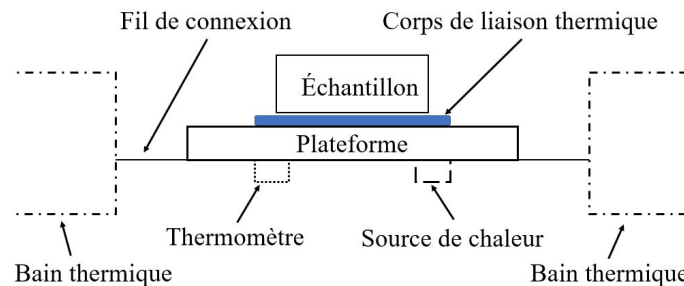 Fil de connexion
Corps de liaison thermique
Échantillon
Plateforme
Thermomètre
Source de chaleur
Bain thermique
Bain thermique